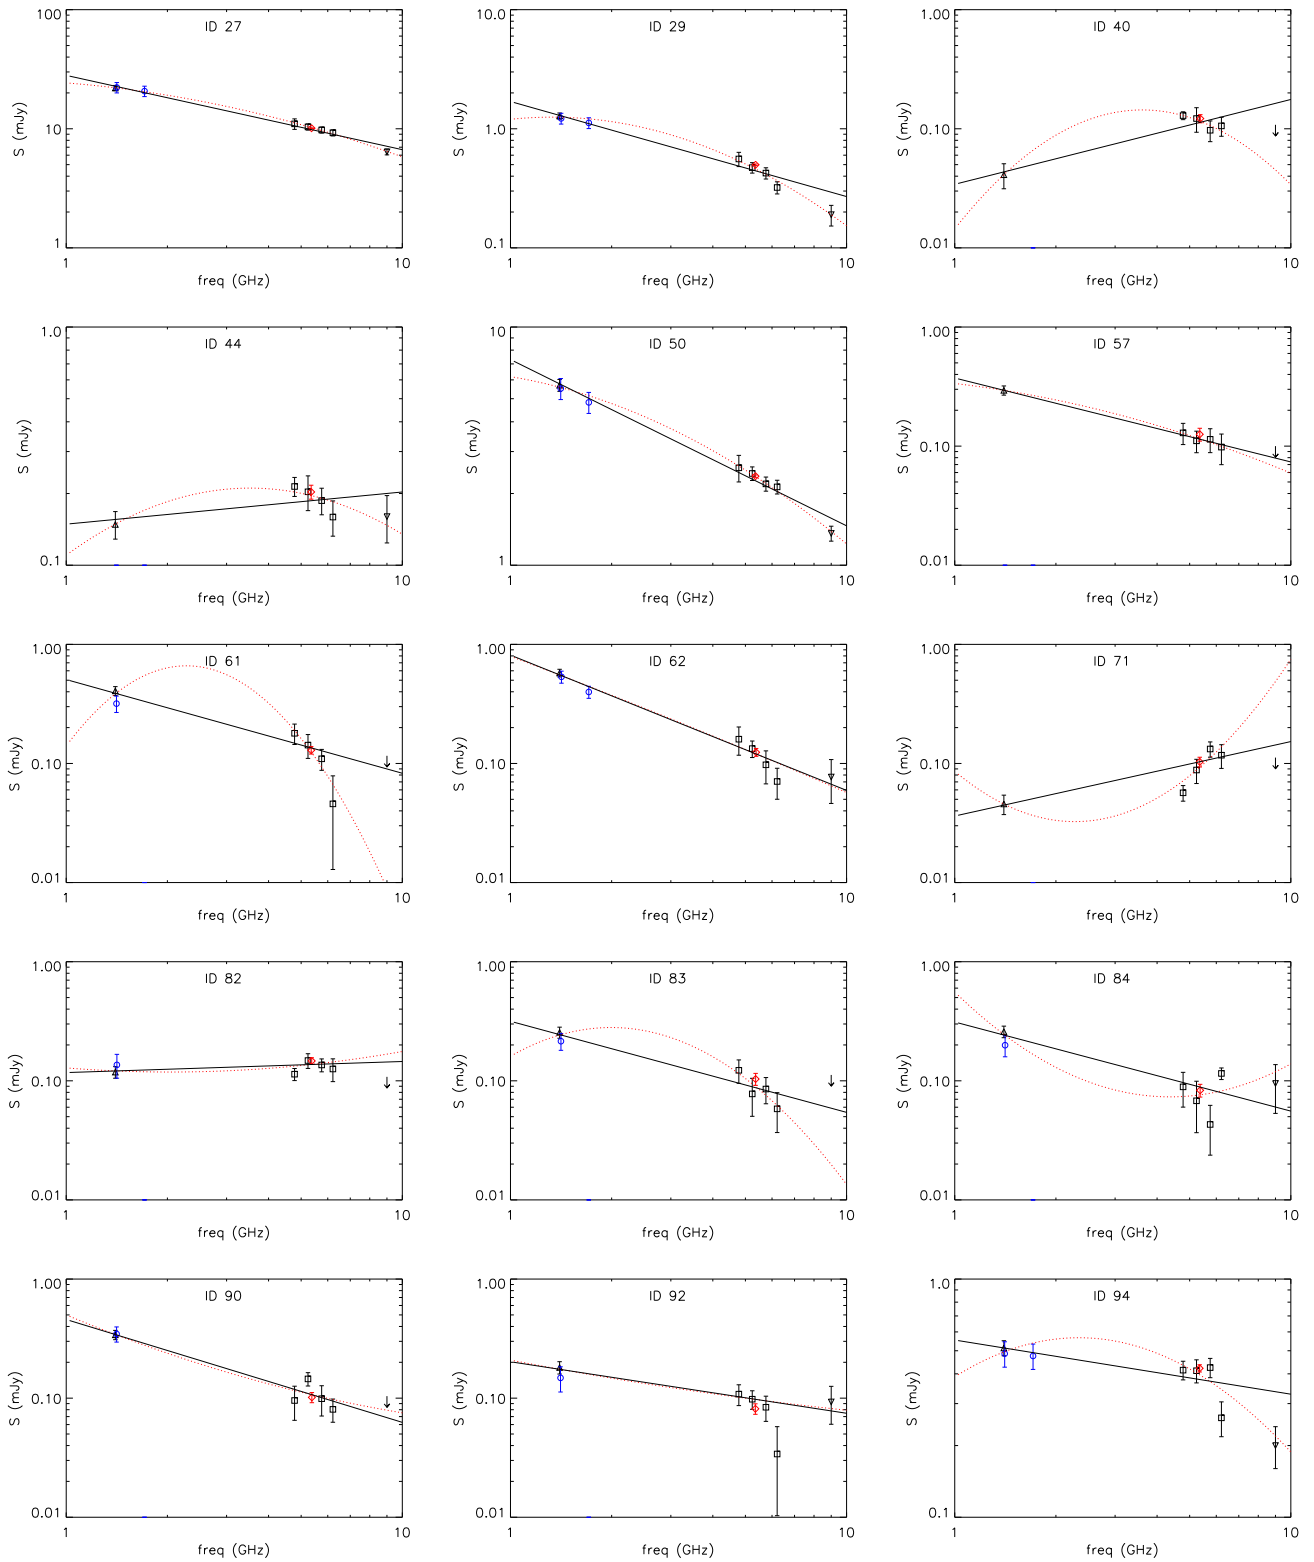 100
10
1
S (mJy)
ID 27
1
10
freq (GHz)
10.0
1.0
0.1
S (mJy)
ID 29
1
10
freq (GHz)
1.00
0.10
0.01
S (mJy)
ID 40
1
10
freq (GHz)
1.0
0.1
S (mJy)
ID 44
1
10
freq (GHz)
10
1
S (mJy)
ID 50
1
10
freq (GHz)
1.00
0.10
0.01
S (mJy)
ID 57
1
10
freq (GHz)
1.00
0.10
0.01
S (mJy)
ID 61
1
10
freq (GHz)
1.00
0.10
0.01
S (mJy)
ID 62
1
10
freq (GHz)
1.00
0.10
0.01
S (mJy)
ID 71
1
10
freq (GHz)
1.00
0.10
0.01
S (mJy)
ID 82
1
10
freq (GHz)
1.00
0.10
0.01
S (mJy)
ID 83
1
10
freq (GHz)
1.00
0.10
0.01
S (mJy)
ID 84
1
10
freq (GHz)
1.00
0.10
0.01
S (mJy)
ID 90
1
10
freq (GHz)
1.00
0.10
0.01
S (mJy)
ID 92
1
10
freq (GHz)
1.0
0.1
S (mJy)
ID 94
1
10
freq (GHz)